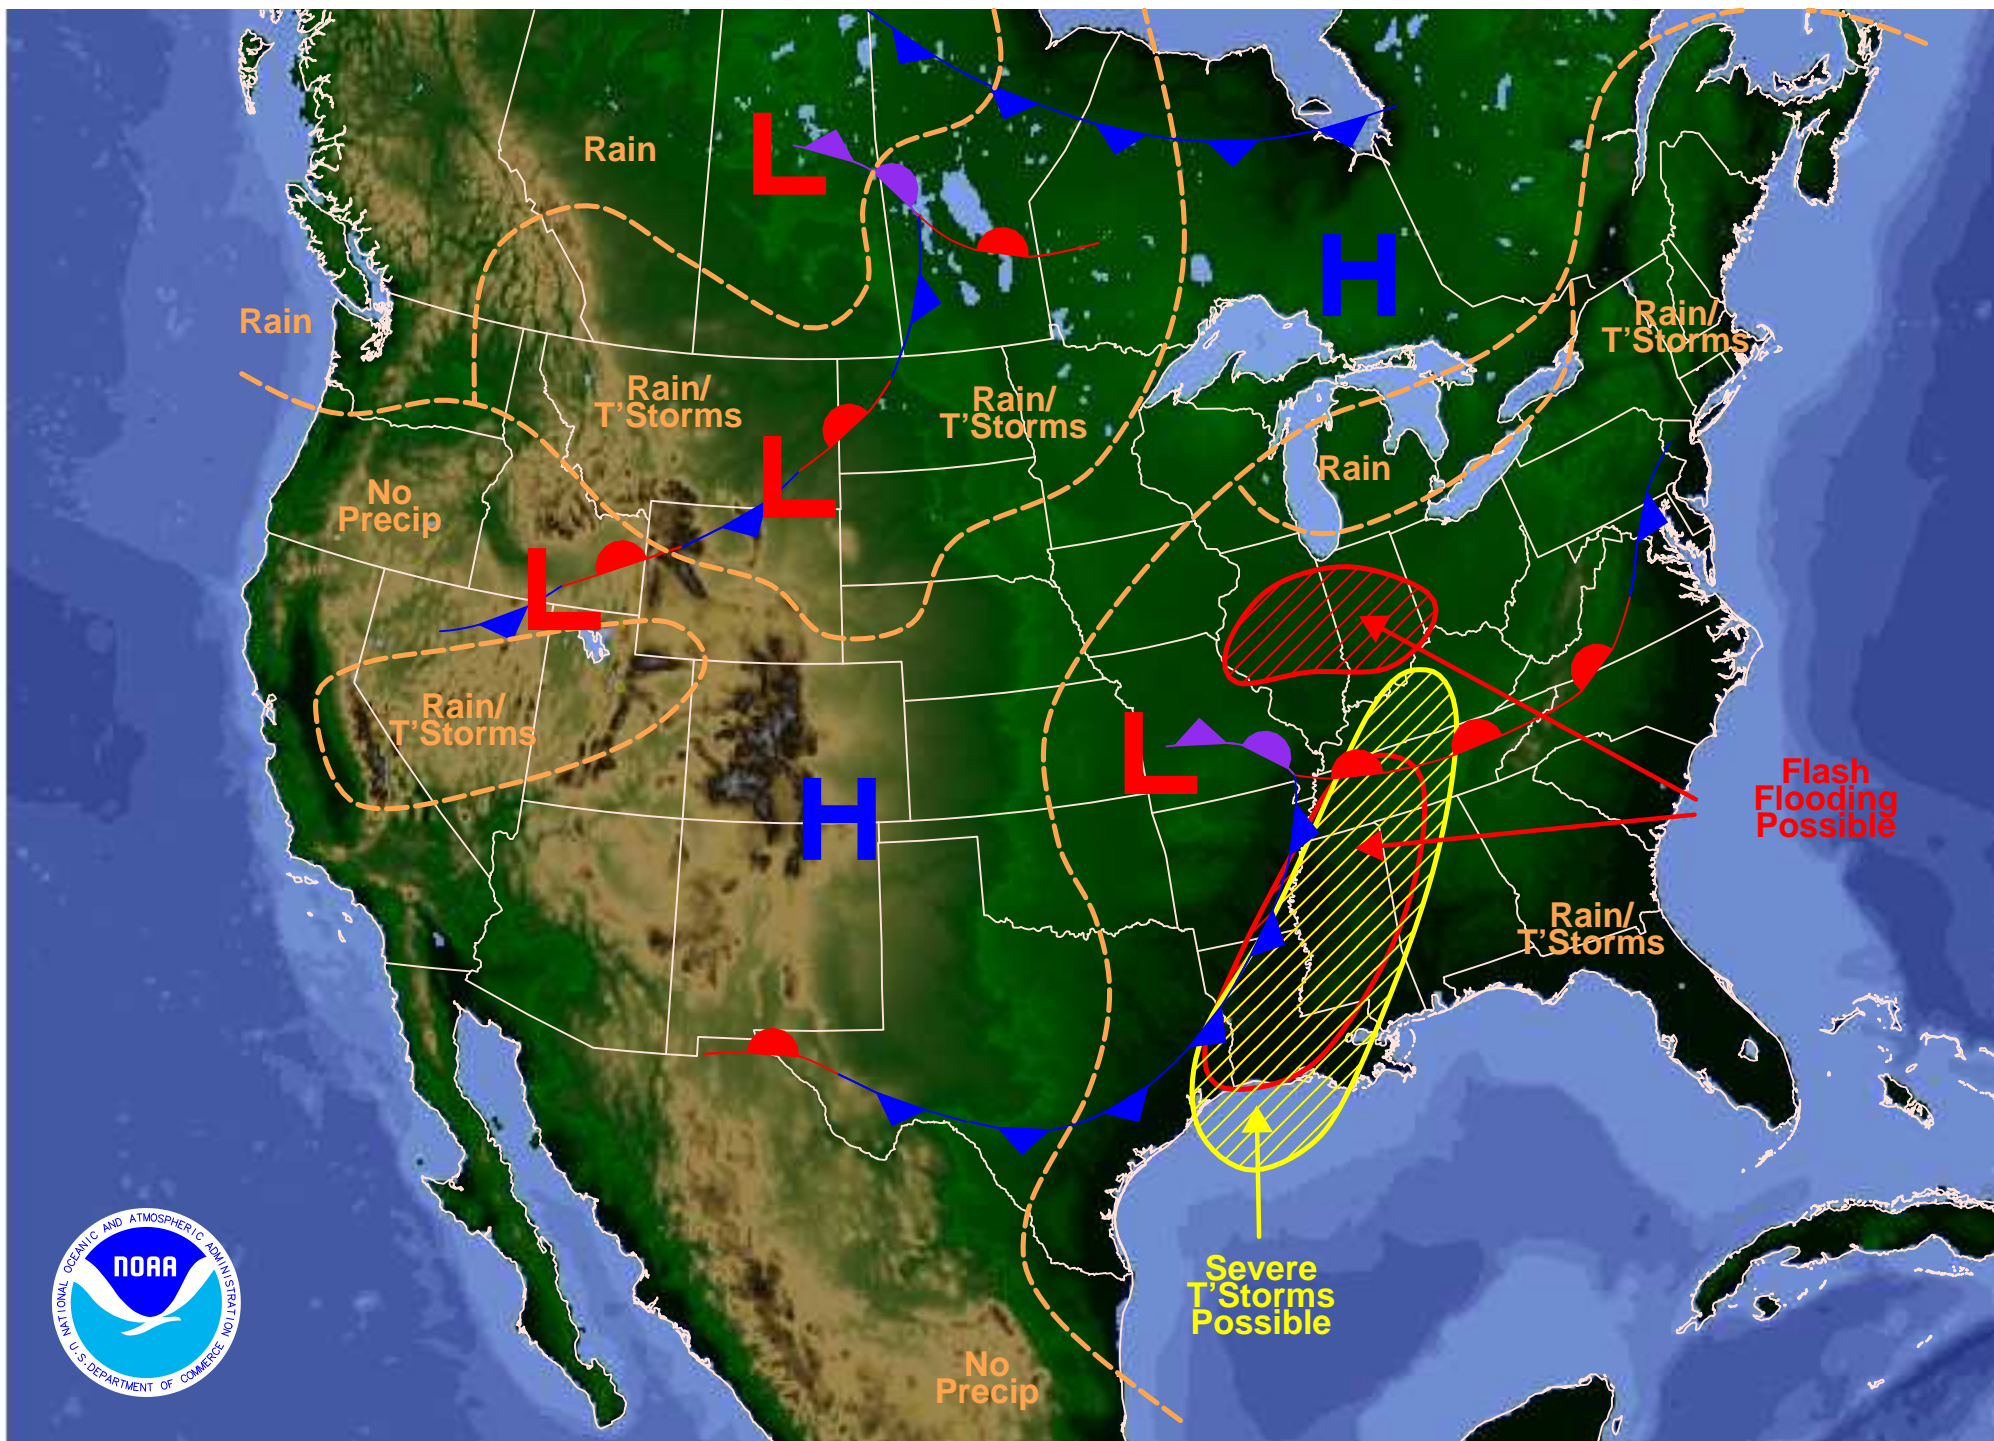 Rain
Rain
Rain/
T'Storms
Rain/
T'Storms
Rain/
T'Storms
No
Precip
Rain
Rain/
T'Storms
Flash
Flooding
Possible
Rain/
T'Storms
Severe
T'Storms
Possible
No
Precip
L
H
L
L
L
H
NATIONAL OCEANIC AND ATMOSPHERIC ADMINISTRATION
NOAA
U.S. DEPARTMENT OF COMMERCE